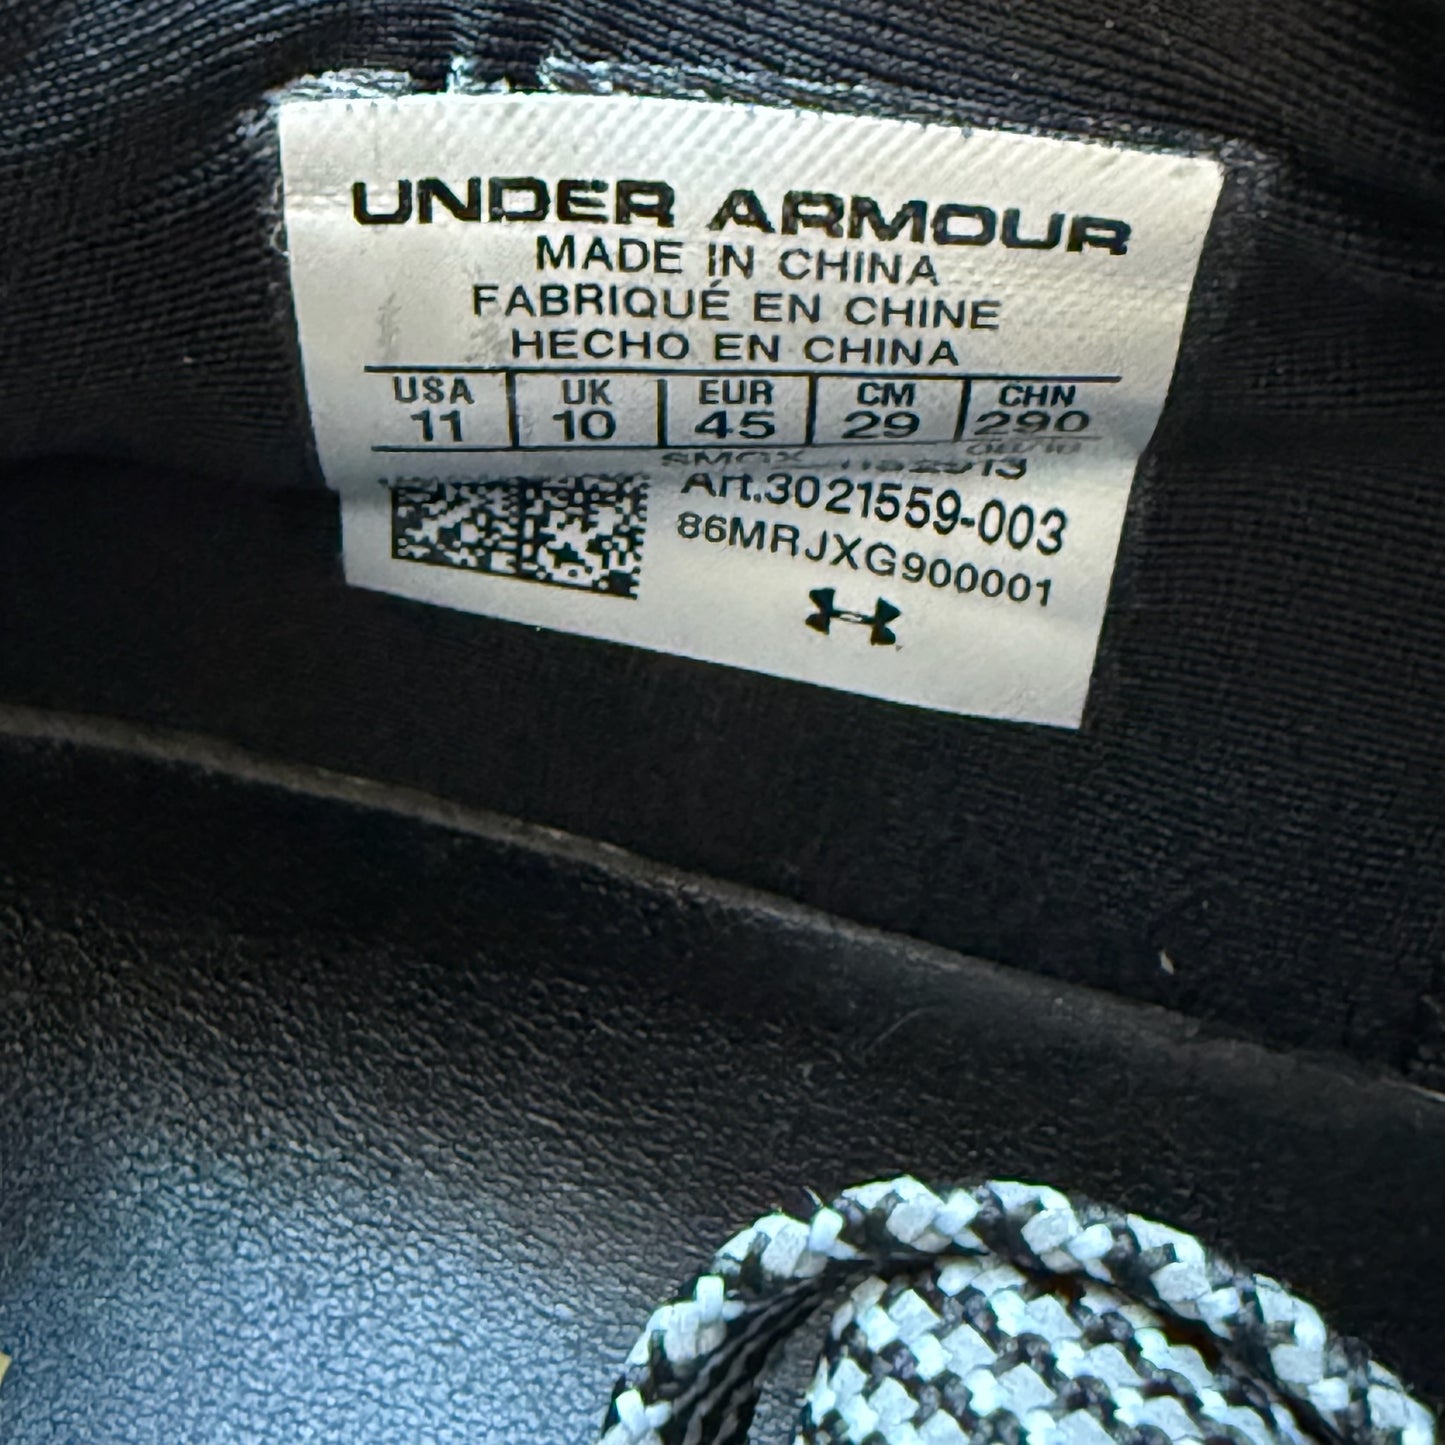 UNDER ARMOUR
MADE IN CHINA
FABRIQUÉ EN CHINE
HECHO EN CHINA
USA UK EUR CM CHN
11 10 45 29 290
Art.3021559-003
86MRJXG900001